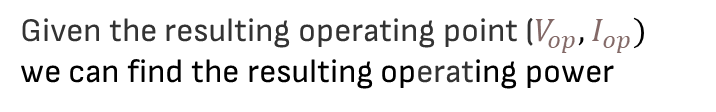 Given the resulting operating point (V_op, I_op)
we can find the resulting operating power